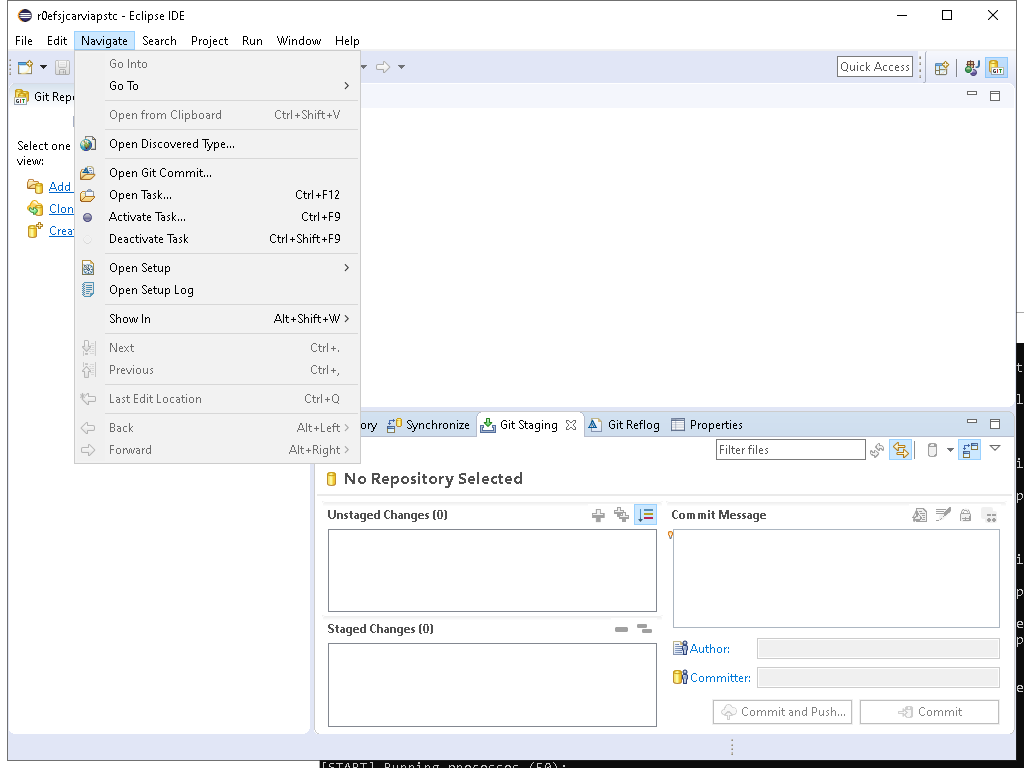 r0efsjcarviapstc - Eclipse IDE
File Edit Navigate Search Project Run Window Help
Quick Access
Go Into
Go To
Open from Clipboard Ctrl+Shift+V
Open Discovered Type...
Open Git Commit...
Open Task... Ctrl+F12
Activate Task... Ctrl+F9
Deactivate Task Ctrl+Shift+F9
Open Setup
Open Setup Log
Show In Alt+Shift+W
Next Ctrl+.
Previous Ctrl+,
Last Edit Location Ctrl+Q
Back Alt+Left
Forward Alt+Right
Git Repo
Select one
view:
Add
Clon
Crea
ory Synchronize Git Staging Git Reflog Properties
Filter files
No Repository Selected
Unstaged Changes (0)
Commit Message
Staged Changes (0)
Author:
Committer:
Commit and Push...
Commit
[START] Running processes (50):